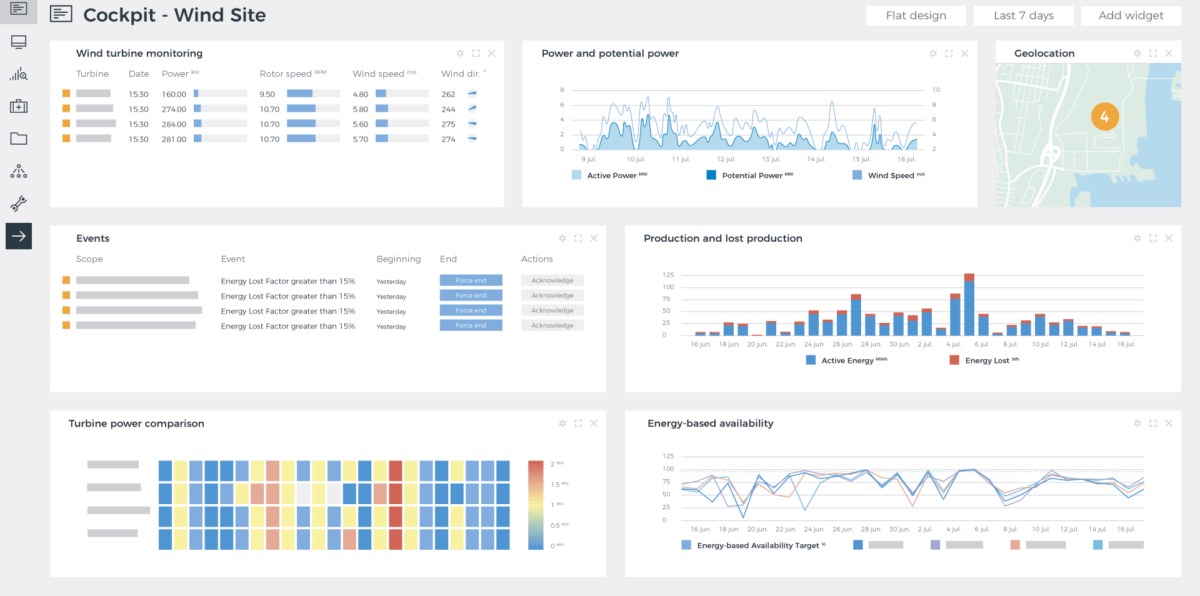 Cockpit - Wind Site
Flat design
Last 7 days
Add widget
Wind turbine monitoring
Turbine Date Power kW Rotor speed RPM Wind speed m/s Wind dir. °
15:30 160.00 9.50 4.80 262
15:30 274.00 10.70 5.80 244
15:30 284.00 10.70 5.60 275
15:30 281.00 10.70 5.70 274
Power and potential power
8 10
6 8
4 6
2 4
0 2
9 jul. 10 jul. 11 jul. 12 jul. 13 jul. 14 jul. 15 jul. 16 jul.
Active Power MW Potential Power MW Wind Speed m/s
Geolocation
4
Events
Scope Event Beginning End Actions
Energy Lost Factor greater than 15% Yesterday Force end Acknowledge
Energy Lost Factor greater than 15% Yesterday Force end Acknowledge
Energy Lost Factor greater than 15% Yesterday Force end Acknowledge
Energy Lost Factor greater than 15% Yesterday Force end Acknowledge
Production and lost production
125
100
75
50
25
0
16 jun. 18 jun. 20 jun. 22 jun. 24 jun. 26 jun. 28 jun. 30 jun. 2 jul. 4 jul. 6 jul. 8 jul. 10 jul. 12 jul. 14 jul. 16 jul.
Active Energy MWh Energy Lost Wh
Turbine power comparison
2 MW
1.5 MW
1 MW
0.5 MW
0 MW
Energy-based availability
125
100
75
50
25
0
16 jun. 18 jun. 20 jun. 22 jun. 24 jun. 26 jun. 28 jun. 30 jun. 2 jul. 4 jul. 6 jul. 8 jul. 10 jul. 12 jul. 14 jul. 16 jul.
Energy-based Availability Target %